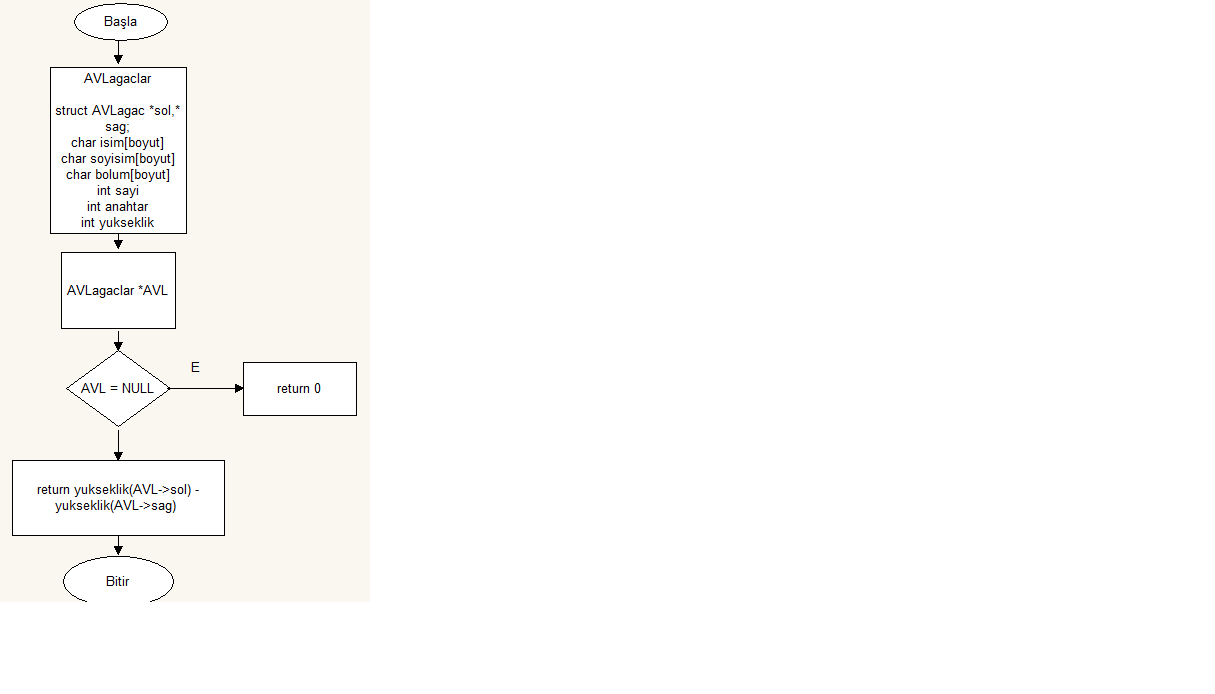 Başla
AVLagaclar
struct AVLagac *sol,*
sag;
char isim[boyut]
char soyisim[boyut]
char bolum[boyut]
int sayi
int anahtar
int yukseklik
AVLagaclar *AVL
E
AVL = NULL
return 0
return yukseklik(AVL->sol) -
yukseklik(AVL->sag)
Bitir